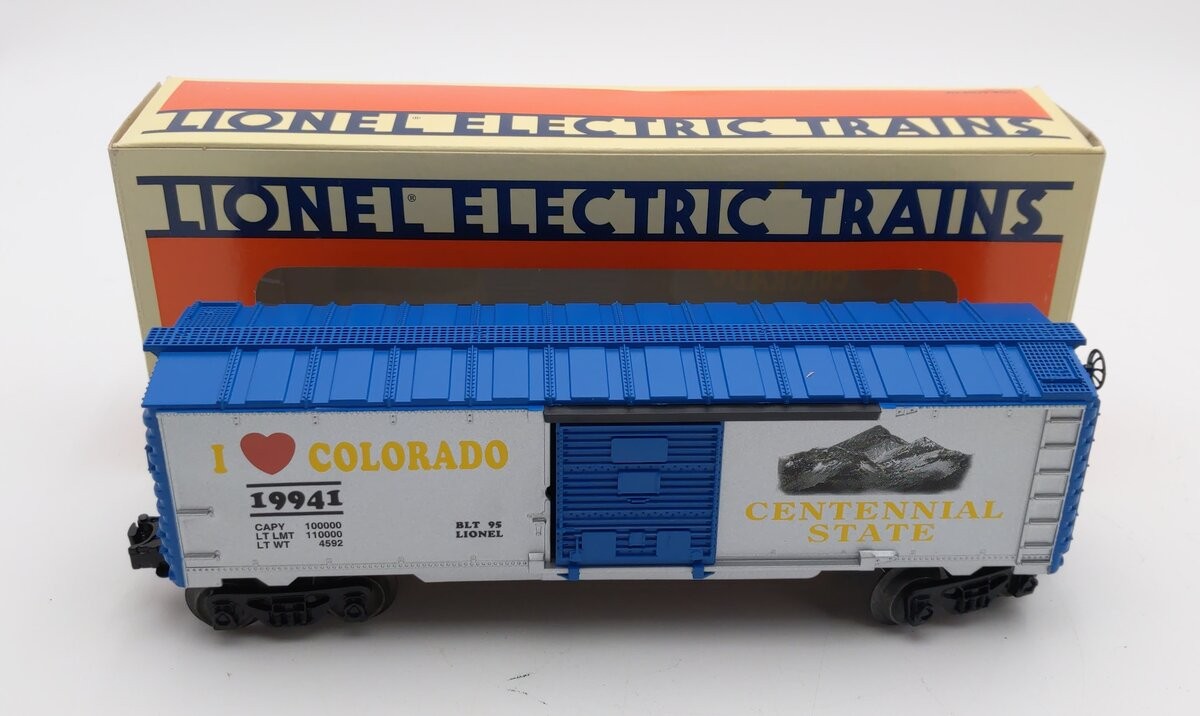 LIONEL® ELECTRIC TRAINS
LIONEL® ELECTRIC TRAINS
COLORADO
I ❤ COLORADO
19941
CAPY 100000
LT LMT 110000
LT WT 4592
BLT 95
LIONEL
CENTENNIAL
STATE